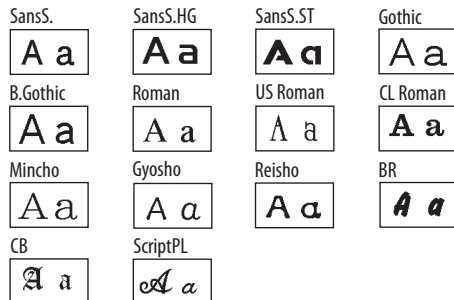 SansS. SansS.HG SansS.ST Gothic
A a A a A a A a
B.Gothic Roman US Roman CL Roman
A a A a A a A a
Mincho Gyosho Reisho BR
A a A a A a A a
CB ScriptPL
A a A a